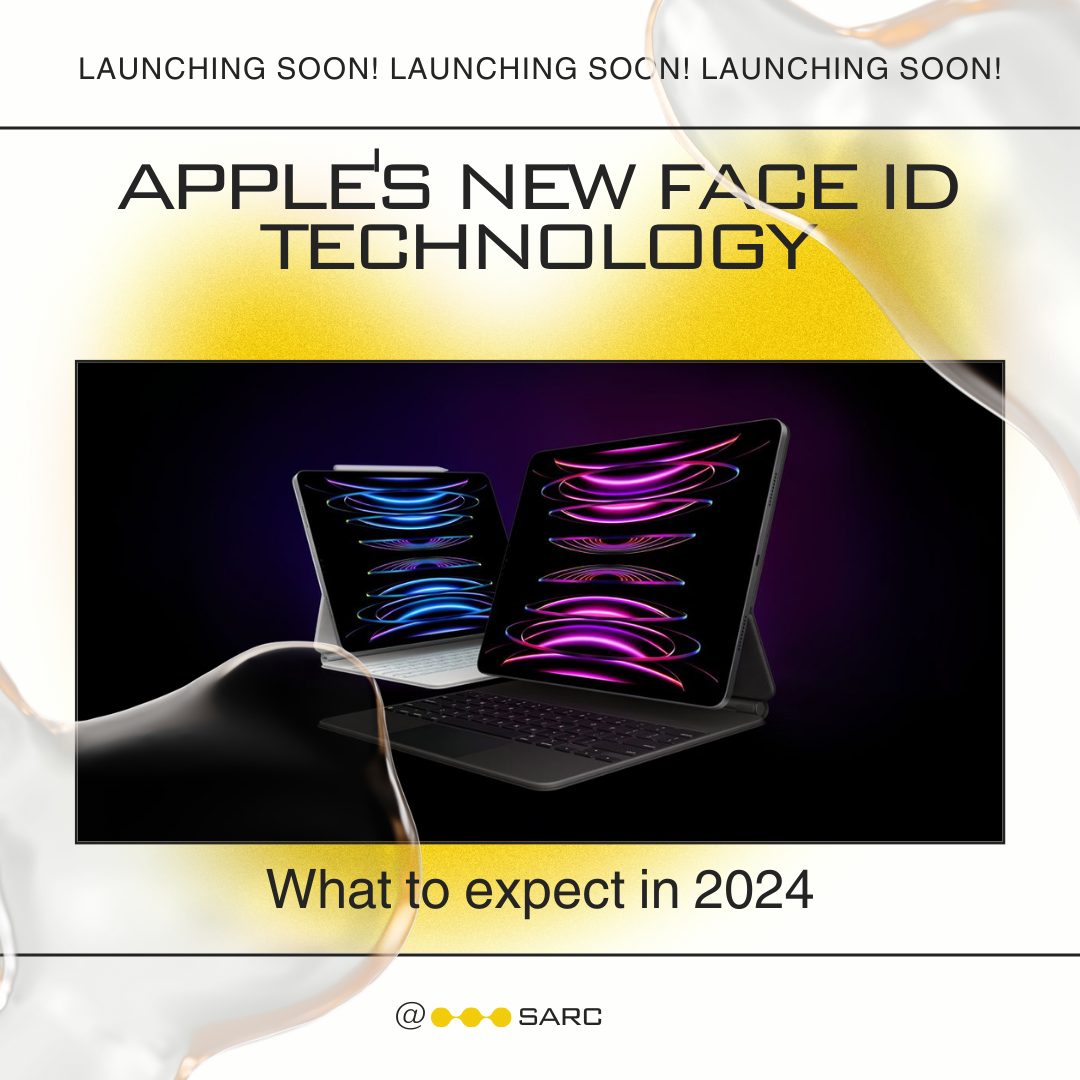 LAUNCHING SOON! LAUNCHING SOON! LAUNCHING SOON!
APPLE'S NEW FACE ID
TECHNOLOGY
What to expect in 2024
@ SARC